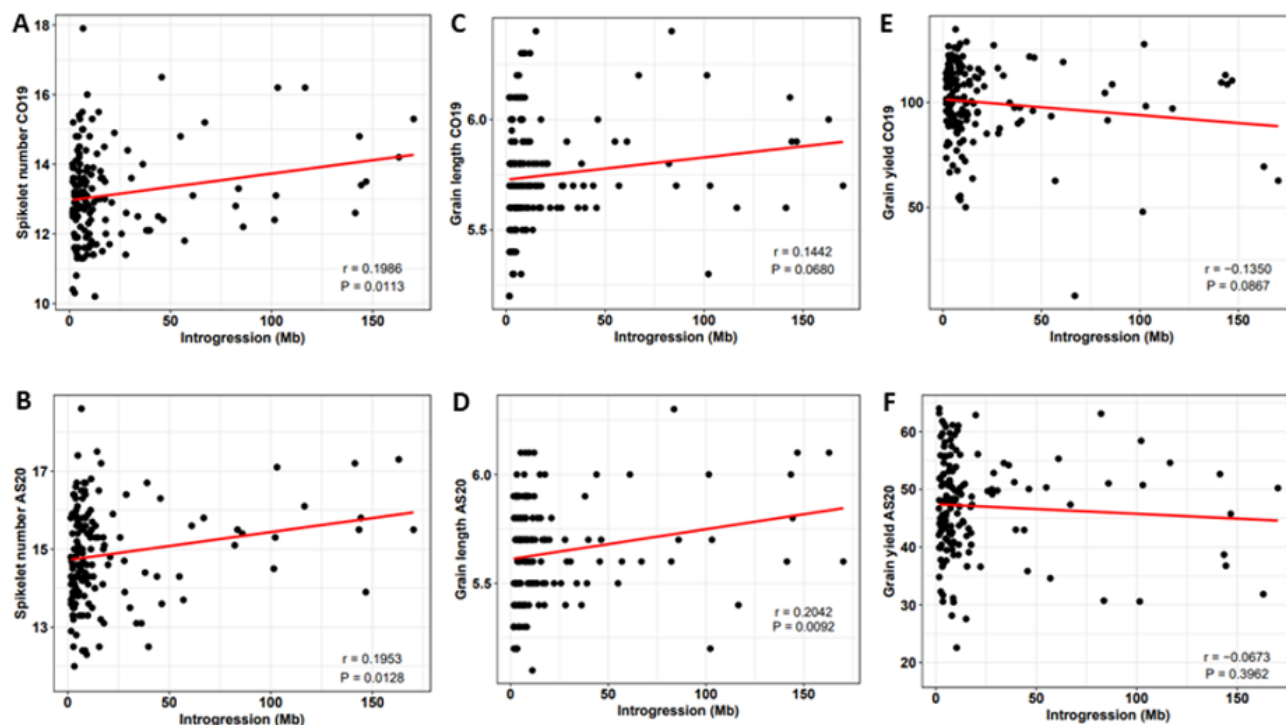 A
Spikelet number CO19
18
16
14
12
10
r = 0.1986
P = 0.0113
0 50 100 150
Introgression (Mb)
C
Grain length CO19
6.0
5.5
r = 0.1442
P = 0.0680
0 50 100 150
Introgression (Mb)
E
Grain yield CO19
100
50
r = −0.1350
P = 0.0867
0 50 100 150
Introgression (Mb)
B
Spikelet number AS20
17
15
13
r = 0.1953
P = 0.0128
0 50 100 150
Introgression (Mb)
D
Grain length AS20
6.0
5.5
r = 0.2042
P = 0.0092
0 50 100 150
Introgression (Mb)
F
Grain yield AS20
60
50
40
30
20
r = −0.0673
P = 0.3962
0 50 100 150
Introgression (Mb)